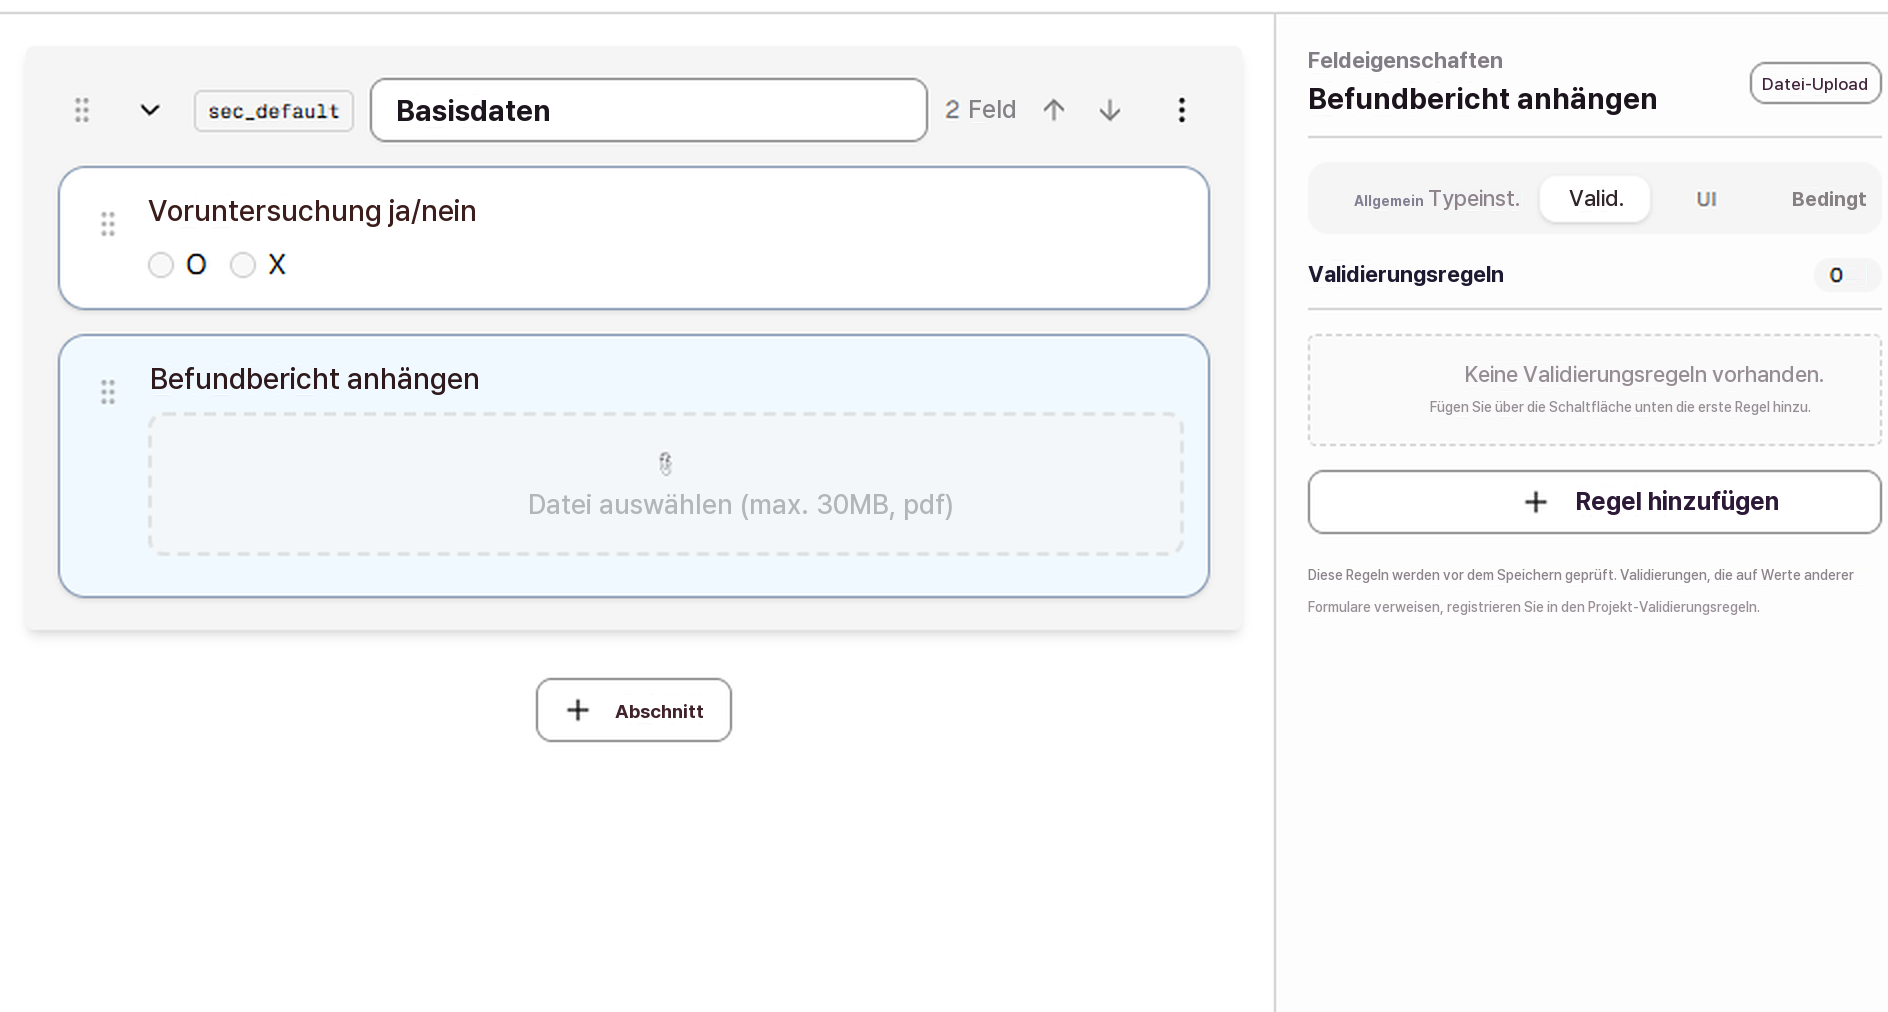 sec_default
Basisdaten
2 Feld
Voruntersuchung ja/nein
O
X
Befundbericht anhängen
Datei auswählen (max. 30MB, pdf)
Abschnitt
Feldeigenschaften
Befundbericht anhängen
Datei-Upload
Allgemein Typeinst. Valid. UI Bedingt
Validierungsregeln
0
Keine Validierungsregeln vorhanden.
Fügen Sie über die Schaltfläche unten die erste Regel hinzu.
Regel hinzufügen
Diese Regeln werden vor dem Speichern geprüft. Validierungen, die auf Werte anderer
Formulare verweisen, registrieren Sie in den Projekt-Validierungsregeln.